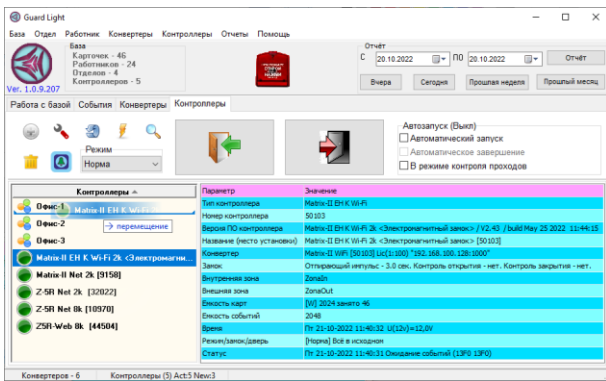 Guard Light
База Отдел Работник Конвертеры Контроллеры Отчеты Помощь
Ver. 1.0.9.207
База
Карточек - 46
Работников - 24
Отделов - 4
Контроллеров - 5
Отчёт
С 20.10.2022 ПО 20.10.2022 Отчёт
Вчера Сегодня Прошлая неделя Прошлый месяц
Работа с базой События Конвертеры Контроллеры
Режим
Норма
Автозапуск (Выкл)
Автоматический запуск
Автоматическое завершение
В режиме контроля проходов
Контроллеры
Офис-1
Matrix-II EH K Wi-Fi
Офис-2
перемещение
Офис-3
Matrix-II EH K Wi-Fi 2k <Электромагни...
Matrix-II Net 2k [9158]
Z-5R Net 2k [32022]
Z-5R Net 8k [10970]
Z5R-Web 8k [44504]
Параметр Значение
Тип контроллера Matrix-II EH K Wi-Fi
Номер контроллера 50103
Версия ПО контроллера Matrix-II EH K Wi-Fi 2k <Электромагнитный замок> / V2.43 / build May 25 2022 11:44:15
Название (место установки) Matrix-II EH K Wi-Fi 2k <Электромагнитный замок> [50103]
Конвертер Matrix-II WiFi [50103] Lic(1:100) "192.168.100.128:1000"
Замок Отпирающий импульс - 3.0 сек. Контроль открытия - нет. Контроль закрытия - нет.
Внутренняя зона ZonaIn
Внешняя зона ZonaOut
Емкость карт [W] 2024 занято 46
Емкость событий 2048
Время Пт 21-10-2022 11:40:32 U(12v)=12,0V
Режим/замок/дверь [Норма] Всё в исходном
Статус Пт 21-10-2022 11:40:31 Ожидание событий (13F0 13F0)
Конвертеров - 6 Контроллеры (5) Act:5 New:3